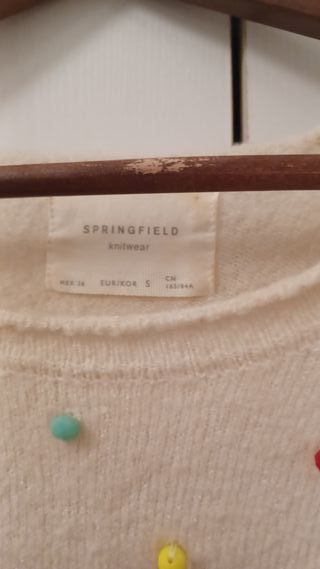 SPRINGFIELD
knitwear
MEX 26 EUR/KOR S CN
165/84A